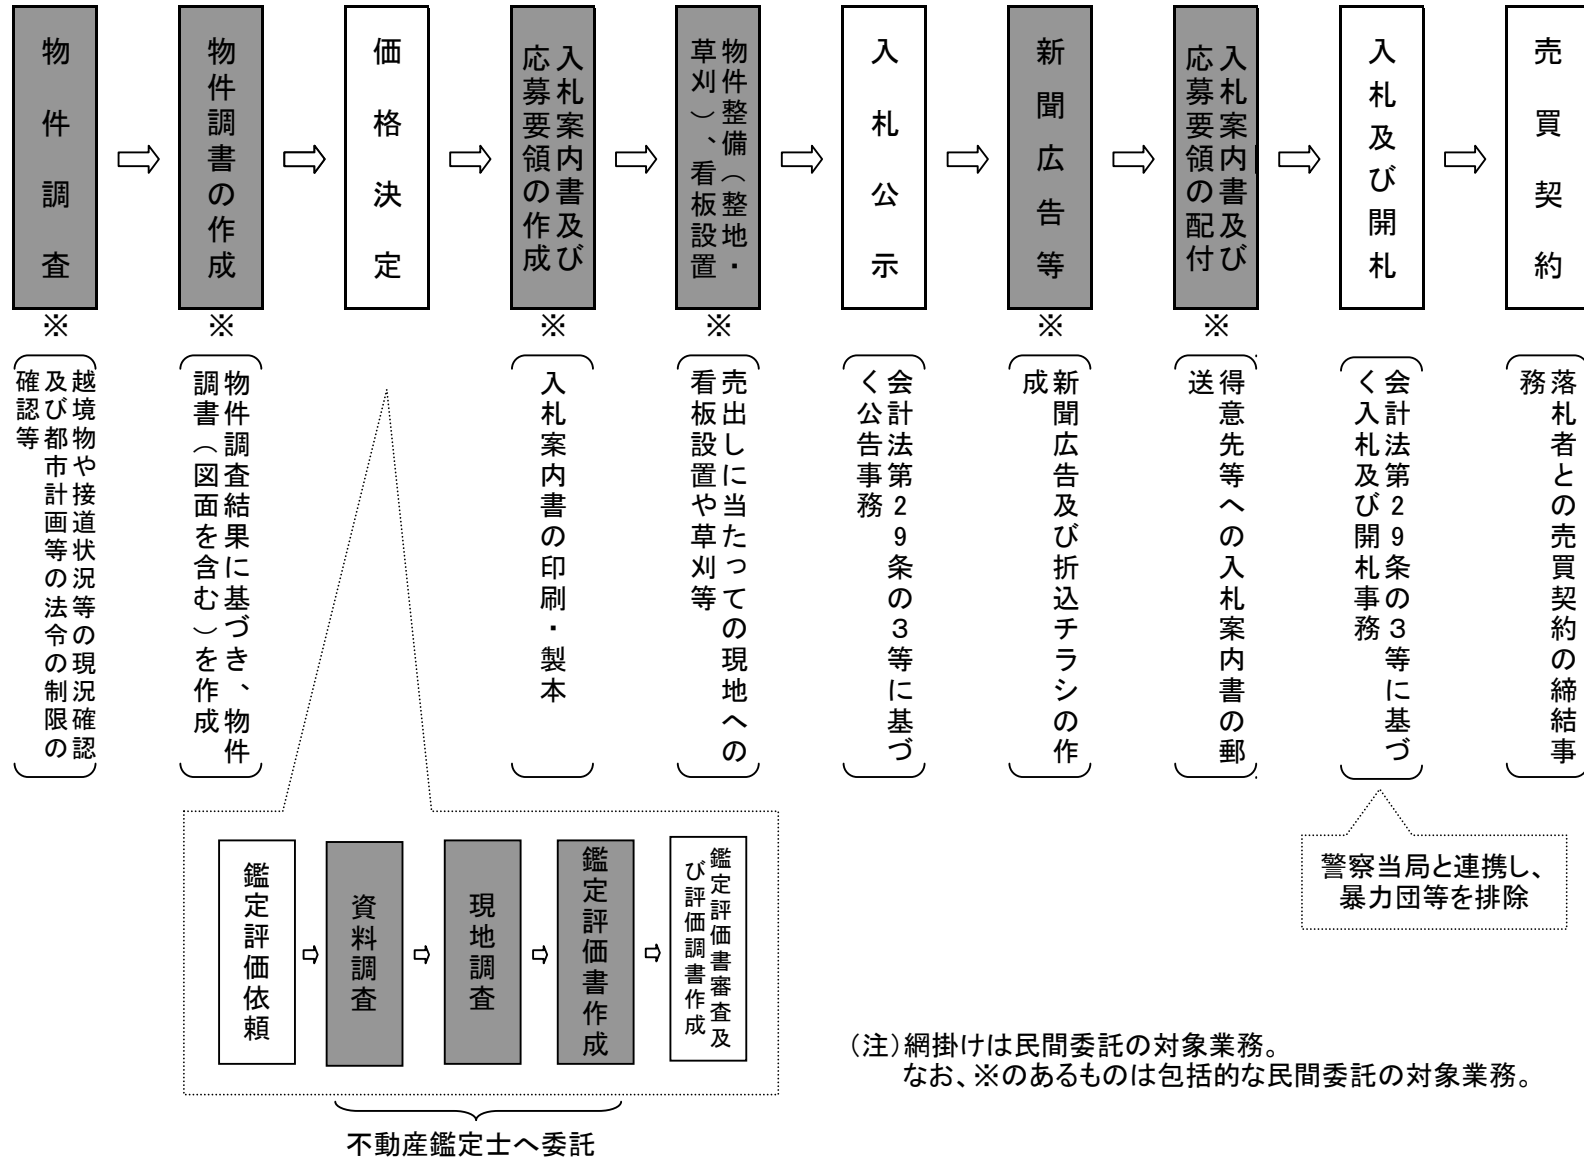 物件調査
物件調書の作成
価格決定
入札案内書及び
応募要領の作成
物件整備(整地・
草刈)、看板設置
入札公示
新聞広告等
入札案内書及び
応募要領の配付
入札及び開札
売買契約
※
※
※
※
※
※
越境物や接道状況等の現況確認
及び都市計画等の法令の制限の
確認等
物件調査結果に基づき、物件
調書(図面を含む)を作成
入札案内書の印刷・製本
売出しに当たっての現地への
看板設置や草刈等
会計法第29条の3等に基づ
く公告事務
新聞広告及び折込チラシの作
成
得意先等への入札案内書の郵
送
会計法第29条の3等に基づ
く入札及び開札事務
落札者との売買契約の締結事
務
鑑定評価依頼
資料調査
現地調査
鑑定評価書作成
鑑定評価書審査及
び評価調書作成
不動産鑑定士へ委託
警察当局と連携し、
暴力団等を排除
(注)網掛けは民間委託の対象業務。
なお、※のあるものは包括的な民間委託の対象業務。